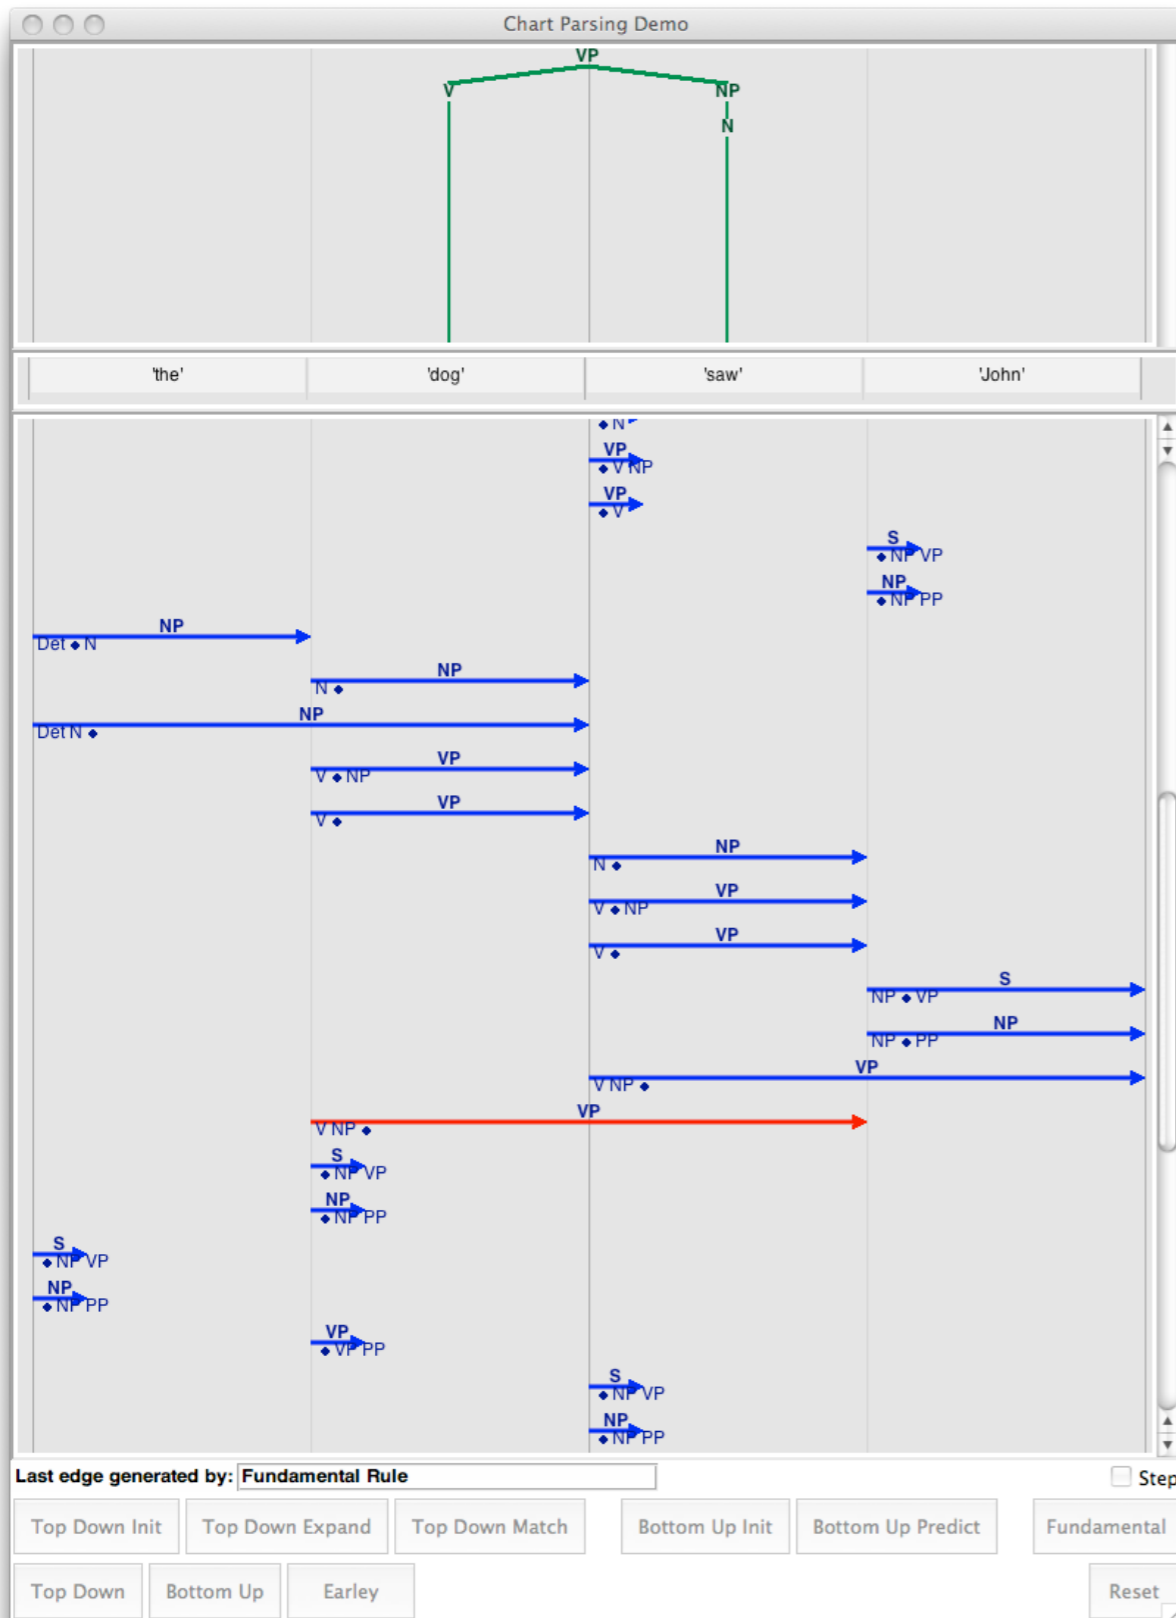 Chart Parsing Demo
VP
V NP
N
'the' 'dog' 'saw' 'John'
• N
VP
• V NP
VP
• V
S
• NP VP
NP
• NP PP
NP
Det • N
NP
N •
NP
Det N •
VP
V • NP
VP
V •
NP
N •
VP
V • NP
VP
V •
S
NP • VP
NP
NP • PP
VP
V NP •
VP
V NP •
S
• NP VP
NP
• NP PP
S
• NP VP
NP
• NP PP
VP
• VP PP
S
• NP VP
NP
• NP PP
Last edge generated by: Fundamental Rule Step
Top Down Init Top Down Expand Top Down Match Bottom Up Init Bottom Up Predict Fundamental
Top Down Bottom Up Earley Reset